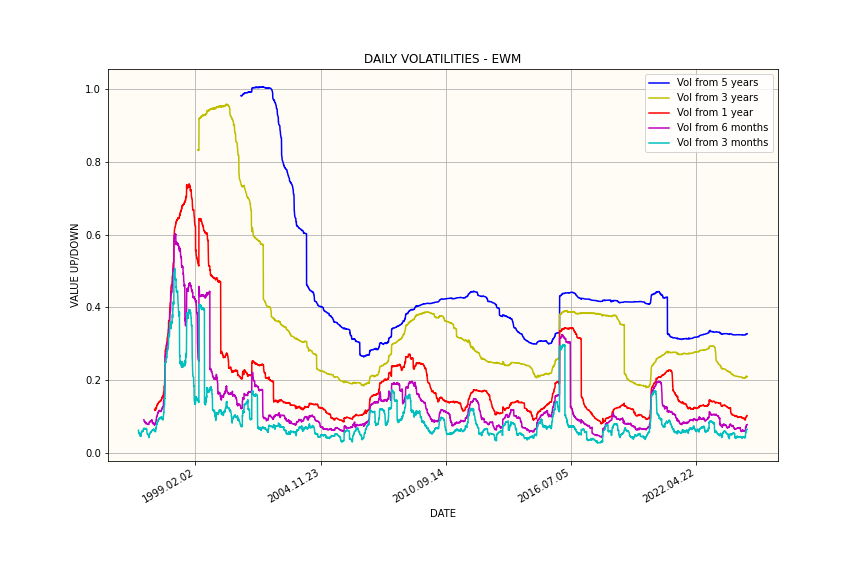 DAILY VOLATILITIES - EWM
Vol from 5 years
Vol from 3 years
Vol from 1 year
Vol from 6 months
Vol from 3 months
VALUE UP/DOWN
1.0
0.8
0.6
0.4
0.2
0.0
1999.02.02
2004.11.23
2010.09.14
2016.07.05
2022.04.22
DATE